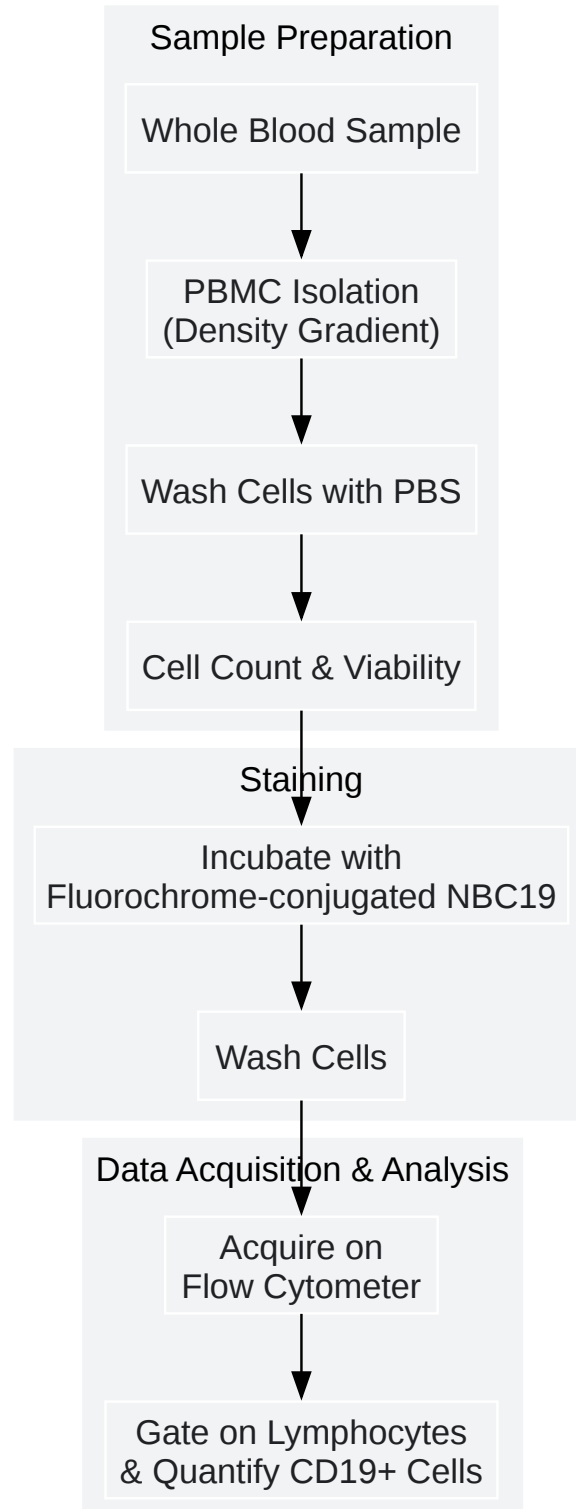 Sample Preparation
Whole Blood Sample
PBMC Isolation
(Density Gradient)
Wash Cells with PBS
Cell Count & Viability
Staining
Incubate with
Fluorochrome-conjugated NBC19
Wash Cells
Data Acquisition & Analysis
Acquire on
Flow Cytometer
Gate on Lymphocytes
& Quantify CD19+ Cells